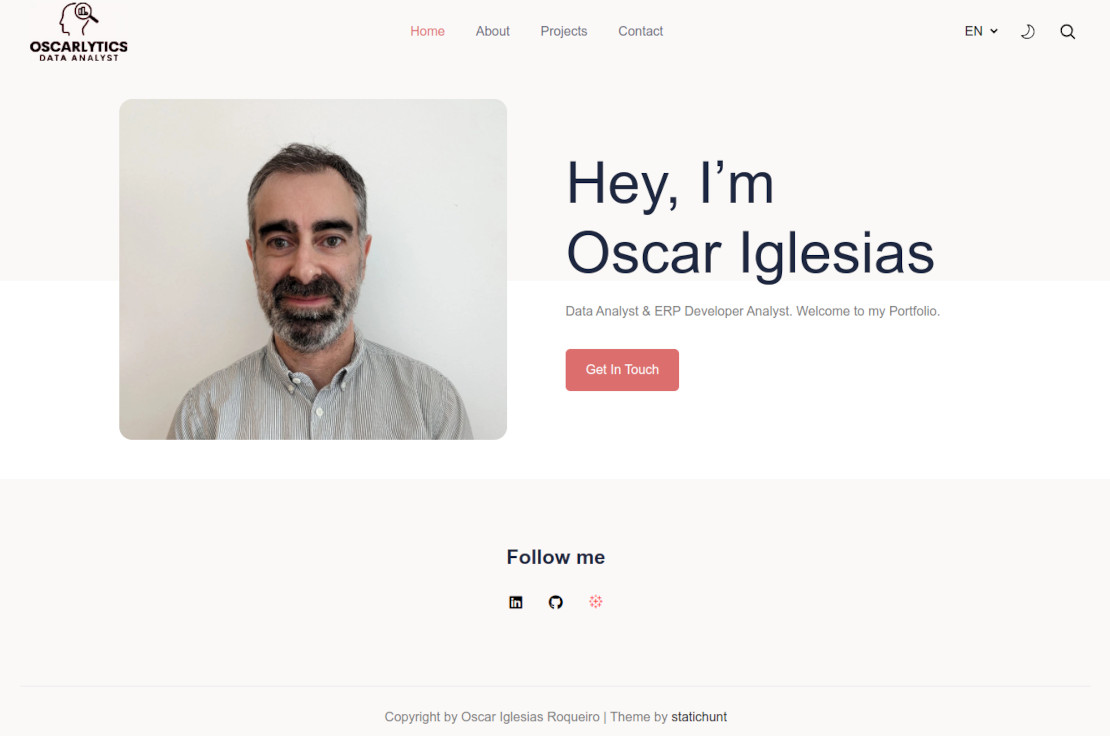 OSCARLYTICS
DATA ANALYST
Home About Projects Contact
EN
Hey, I’m
Oscar Iglesias
Data Analyst & ERP Developer Analyst. Welcome to my Portfolio.
Get In Touch
Follow me
in
Copyright by Oscar Iglesias Roqueiro | Theme by statichunt